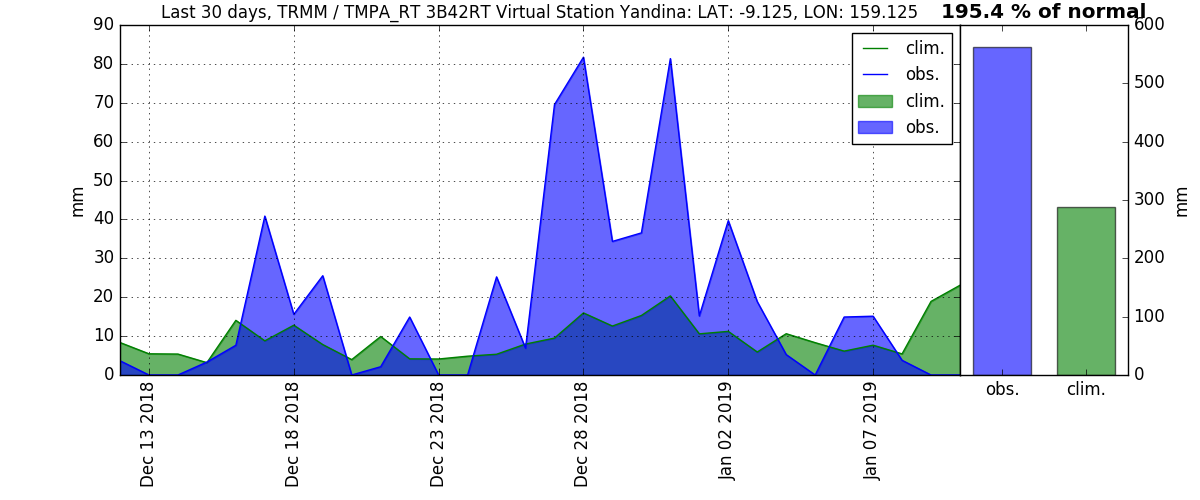 Last 30 days, TRMM / TMPA_RT 3B42RT Virtual Station Yandina: LAT: -9.125, LON: 159.125
195.4 % of normal
90
80
70
60
50
40
30
20
10
0
mm
clim.
obs.
clim.
obs.
Dec 13 2018
Dec 18 2018
Dec 23 2018
Dec 28 2018
Jan 02 2019
Jan 07 2019
600
500
400
300
200
100
0
mm
obs.
clim.